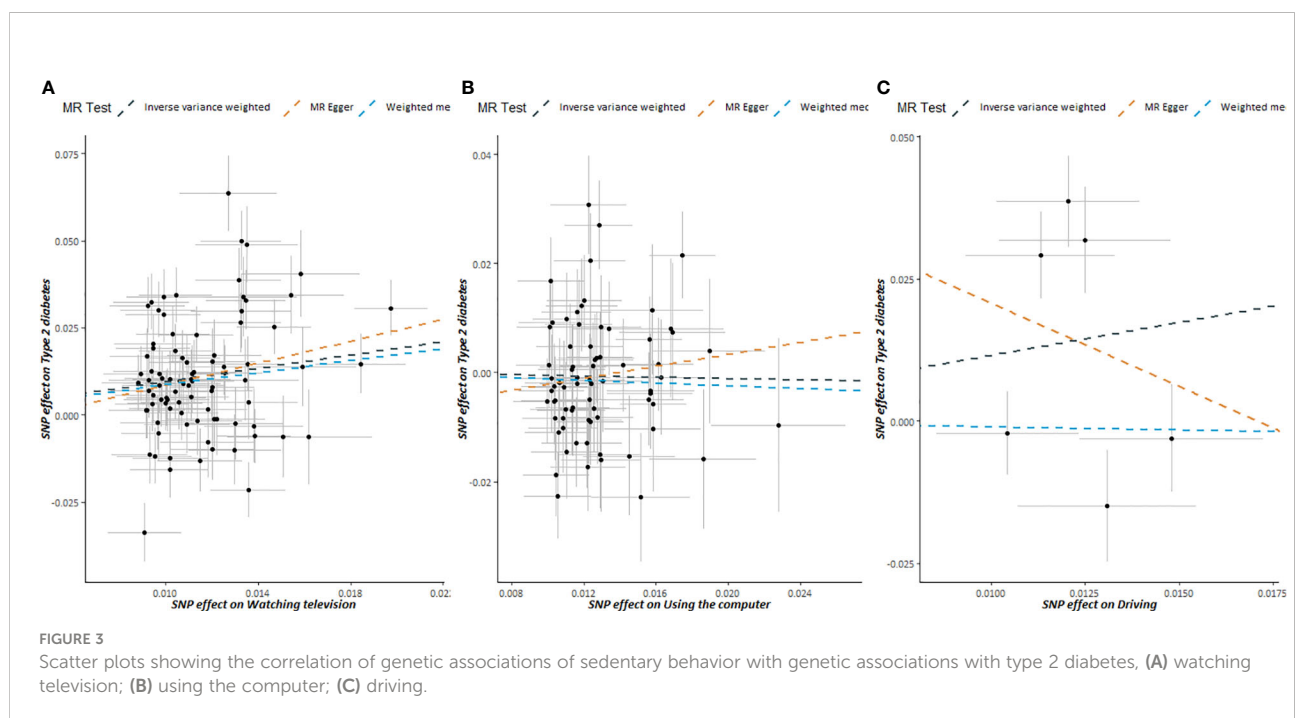 A
B
C
MR Test Inverse variance weighted MR Egger Weighted me
MR Test Inverse variance weighted MR Egger Weighted mec
MR Test Inverse variance weighted MR Egger Weighted me
SNP effect on Type 2 diabetes
0.075
0.050
0.025
0.000
-0.025
0.010
0.014
0.018
0.02
SNP effect on Watching television
SNP effect on Type 2 diabetes
0.04
0.02
0.00
-0.02
0.008
0.012
0.016
0.020
0.024
SNP effect on Using the computer
SNP effect on Type 2 diabetes
0.050
0.025
0.000
-0.025
0.0100
0.0125
0.0150
0.0175
SNP effect on Driving
FIGURE 3
Scatter plots showing the correlation of genetic associations of sedentary behavior with genetic associations with type 2 diabetes, (A) watching
television; (B) using the computer; (C) driving.